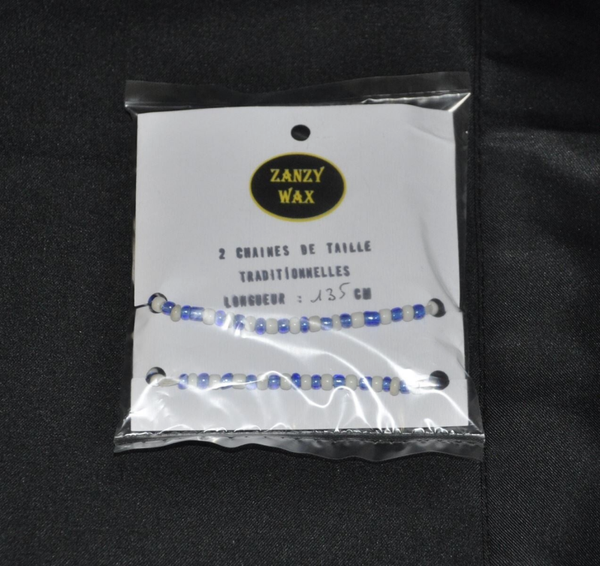 ZANZY
WAX
2 CHAINES DE TAILLE
TRADITIONNELLES
LONGUEUR : 135 CM